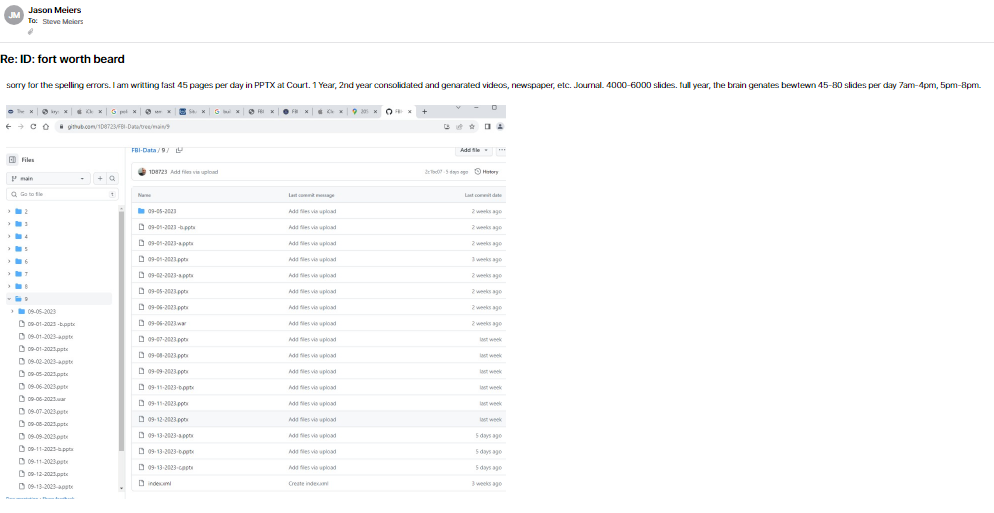 JM
Jason Meiers
To: Steve Meiers
Re: ID: fort worth beard
sorry for the spelling errors. I am writting fast 45 pages per day in PPTX at Court. 1 Year, 2nd year consolidated and genarated videos, newspaper, etc. Journal. 4000-6000 slides. full year, the brain genates bewtewn 45-80 slides per day 7am-4pm, 5pm-8pm.
github.com/1D8723/FBI-Data/tree/main/9
Files
main
Go to file
t
2
3
4
5
6
7
8
9
09-05-2023
09-01-2023 -b.pptx
09-01-2023-a.pptx
09-01-2023.pptx
09-02-2023-a.pptx
09-05-2023.pptx
09-06-2023.pptx
09-06-2023.war
09-07-2023.pptx
09-08-2023.pptx
09-09-2023.pptx
09-11-2023-b.pptx
09-11-2023.pptx
09-12-2023.pptx
09-13-2023-a.pptx
FBI-Data / 9 /
Add file
1D8723 Add files via upload
5 days ago
History
Name Last commit message Last commit date
09-05-2023 Add files via upload 2 weeks ago
09-01-2023 -b.pptx Add files via upload 2 weeks ago
09-01-2023-a.pptx Add files via upload 2 weeks ago
09-01-2023.pptx Add files via upload 3 weeks ago
09-02-2023-a.pptx Add files via upload 2 weeks ago
09-05-2023.pptx Add files via upload 2 weeks ago
09-06-2023.pptx Add files via upload 2 weeks ago
09-06-2023.war Add files via upload 2 weeks ago
09-07-2023.pptx Add files via upload last week
09-08-2023.pptx Add files via upload last week
09-09-2023.pptx Add files via upload last week
09-11-2023-b.pptx Add files via upload last week
09-11-2023.pptx Add files via upload last week
09-12-2023.pptx Add files via upload last week
09-13-2023-a.pptx Add files via upload 5 days ago
09-13-2023-b.pptx Add files via upload 5 days ago
09-13-2023-c.pptx Add files via upload 5 days ago
index.xml Create index.xml 3 weeks ago